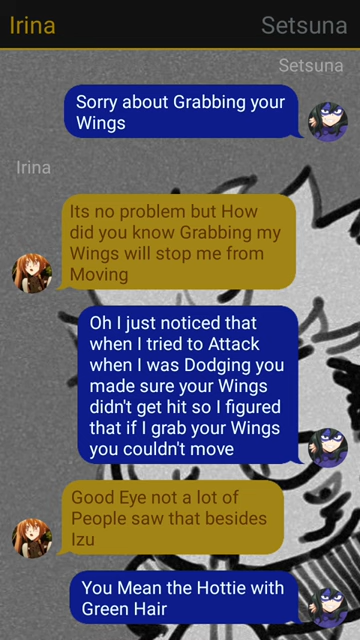 Irina
Setsuna
Setsuna
Sorry about Grabbing your
Wings
Irina
Its no problem but How
did you know Grabbing my
Wings will stop me from
Moving
Oh I just noticed that
when I tried to Attack
when I was Dodging you
made sure your Wings
didn't get hit so I figured
that if I grab your Wings
you couldn't move
Good Eye not a lot of
People saw that besides
Izu
You Mean the Hottie with
Green Hair